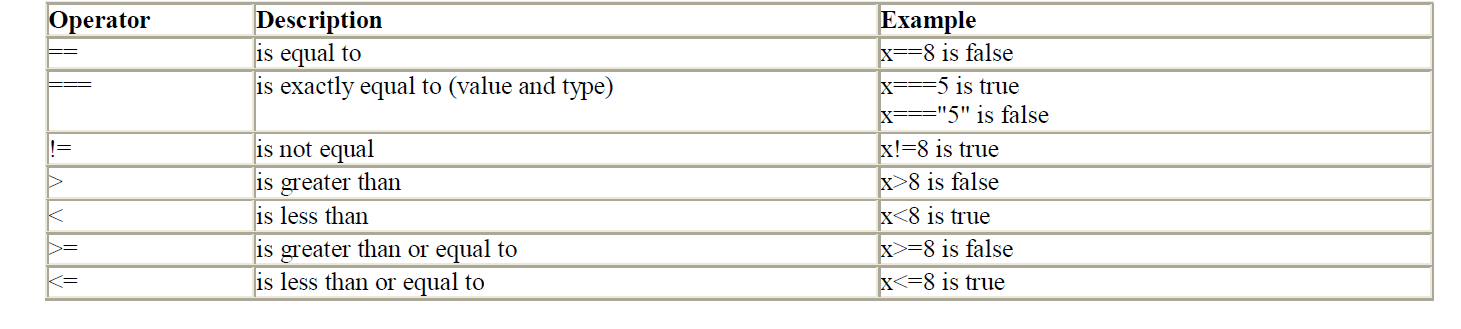 Operator Description Example
== is equal to x==8 is false
=== is exactly equal to (value and type) x===5 is true
x==="5" is false
!= is not equal x!=8 is true
> is greater than x>8 is false
< is less than x<8 is true
>= is greater than or equal to x>=8 is false
<= is less than or equal to x<=8 is true